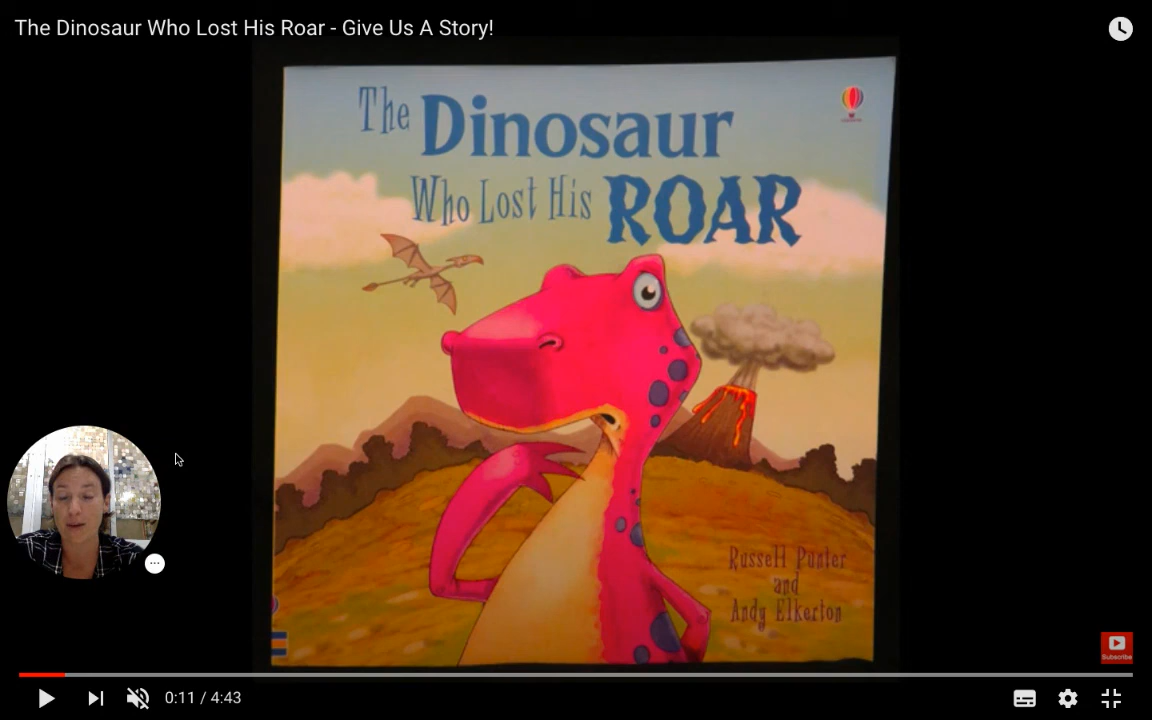 The Dinosaur Who Lost His Roar - Give Us A Story!
The Dinosaur
Who Lost His ROAR
Russell Punter
and
Andy Elkerton
Subscribe
0:11 / 4:43